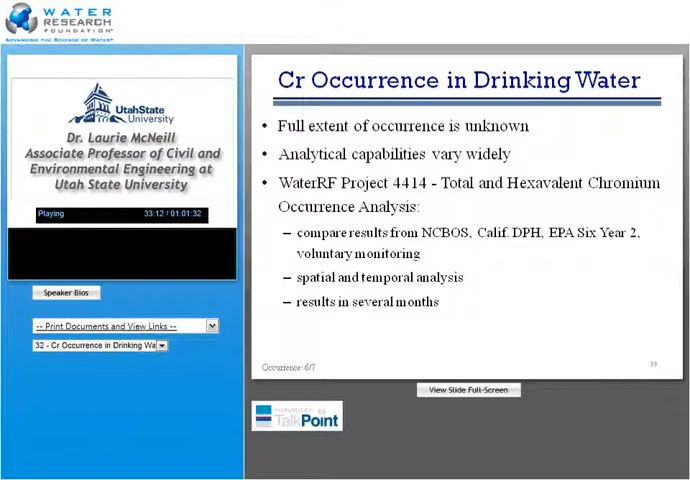 WATER
RESEARCH
FOUNDATION
ADVANCING THE SCIENCE OF WATER
UtahState
University
Dr. Laurie McNeill
Associate Professor of Civil and
Environmental Engineering at
Utah State University
Playing 33:12 / 01:01:32
Speaker Bios
-- Print Documents and View Links --
32 - Cr Occurrence in Drinking Wa
Cr Occurrence in Drinking Water
• Full extent of occurrence is unknown
• Analytical capabilities vary widely
• WaterRF Project 4414 - Total and Hexavalent Chromium
Occurrence Analysis:
– compare results from NCBOS, Calif. DPH, EPA Six Year 2,
voluntary monitoring
– spatial and temporal analysis
– results in several months
Occurrence: 6/7
View Slide Full-Screen
TalkPoint